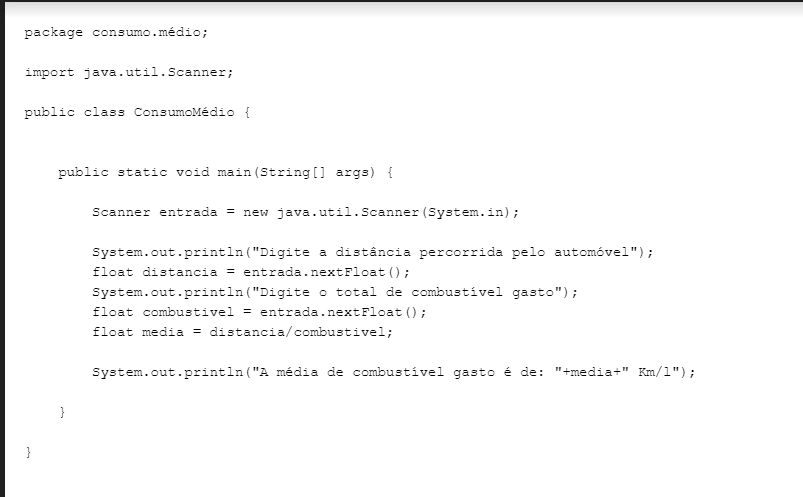 package consumo.médio;
import java.util.Scanner;
public class ConsumoMédio {
public static void main(String[] args) {
Scanner entrada = new java.util.Scanner(System.in);
System.out.println("Digite a distância percorrida pelo automóvel");
float distancia = entrada.nextFloat();
System.out.println("Digite o total de combustível gasto");
float combustivel = entrada.nextFloat();
float media = distancia/combustivel;
System.out.println("A média de combustível gasto é de: "+media+" Km/l");
}
}